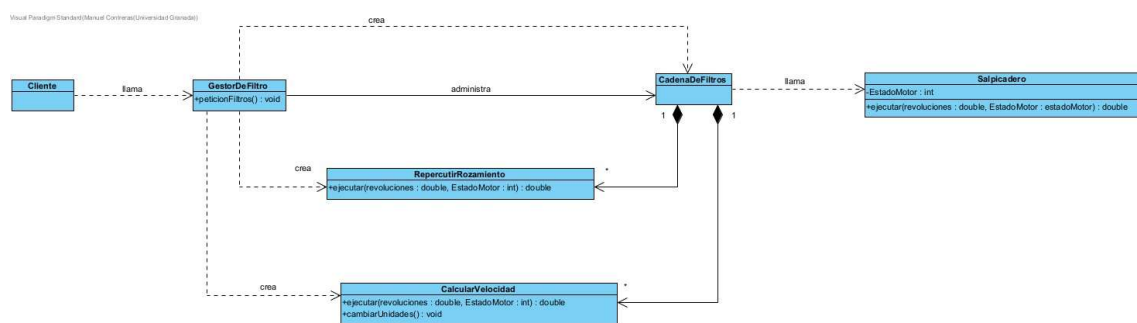 Visual Paradigm Standard(Manual Contreras(Universidad Granada))
crea
Cliente
llama
GestorDeFiltro
+peticionFiltros() : void
administra
CadenaDeFiltros
llama
Salpicadero
-EstadoMotor : int
+ejecutar(revoluciones : double, EstadoMotor : estadoMotor) : double
1
1
crea
*
RepercutirRozamiento
+ejecutar(revoluciones : double, EstadoMotor : int) : double
crea
*
CalcularVelocidad
+ejecutar(revoluciones : double, EstadoMotor : int) : double
+cambiarUnidades() : void